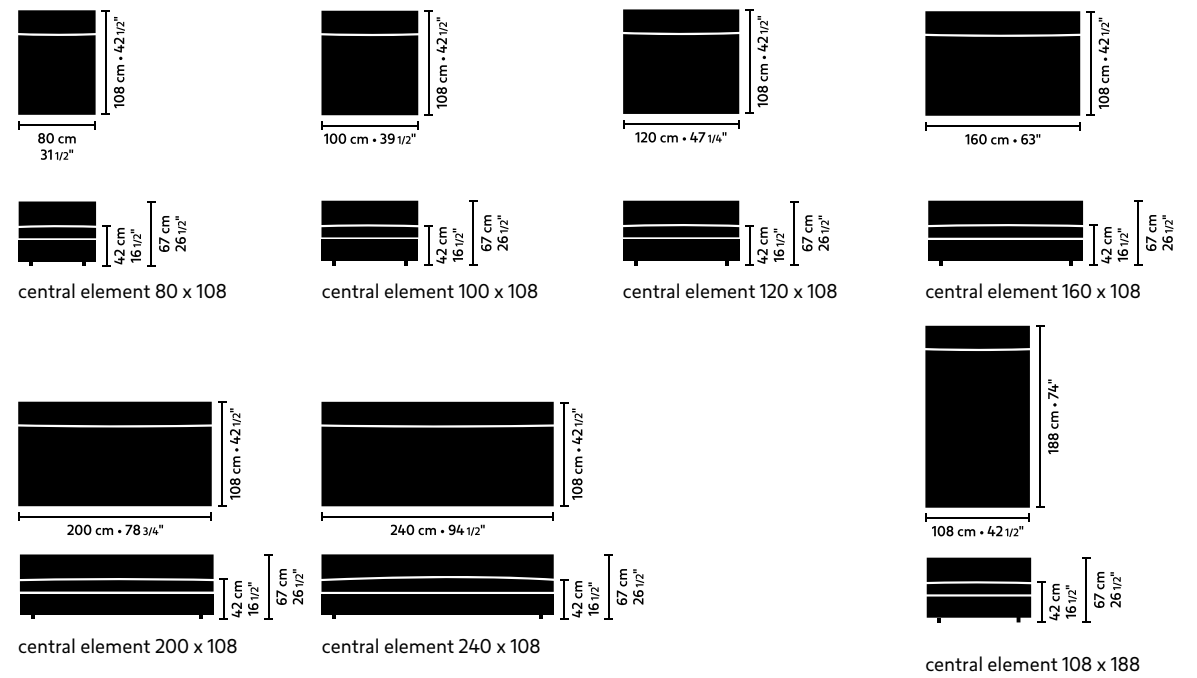 108 cm • 42 1/2"
80 cm
31 1/2"
42 cm
16 1/2"
67 cm
26 1/2"
central element 80 x 108
108 cm • 42 1/2"
100 cm • 39 1/2"
42 cm
16 1/2"
67 cm
26 1/2"
central element 100 x 108
108 cm • 42 1/2"
120 cm • 47 1/4"
42 cm
16 1/2"
67 cm
26 1/2"
central element 120 x 108
108 cm • 42 1/2"
160 cm • 63"
42 cm
16 1/2"
67 cm
26 1/2"
central element 160 x 108
108 cm • 42 1/2"
200 cm • 78 3/4"
42 cm
16 1/2"
67 cm
26 1/2"
central element 200 x 108
108 cm • 42 1/2"
240 cm • 94 1/2"
42 cm
16 1/2"
67 cm
26 1/2"
central element 240 x 108
188 cm • 74"
108 cm • 42 1/2"
42 cm
16 1/2"
67 cm
26 1/2"
central element 108 x 188